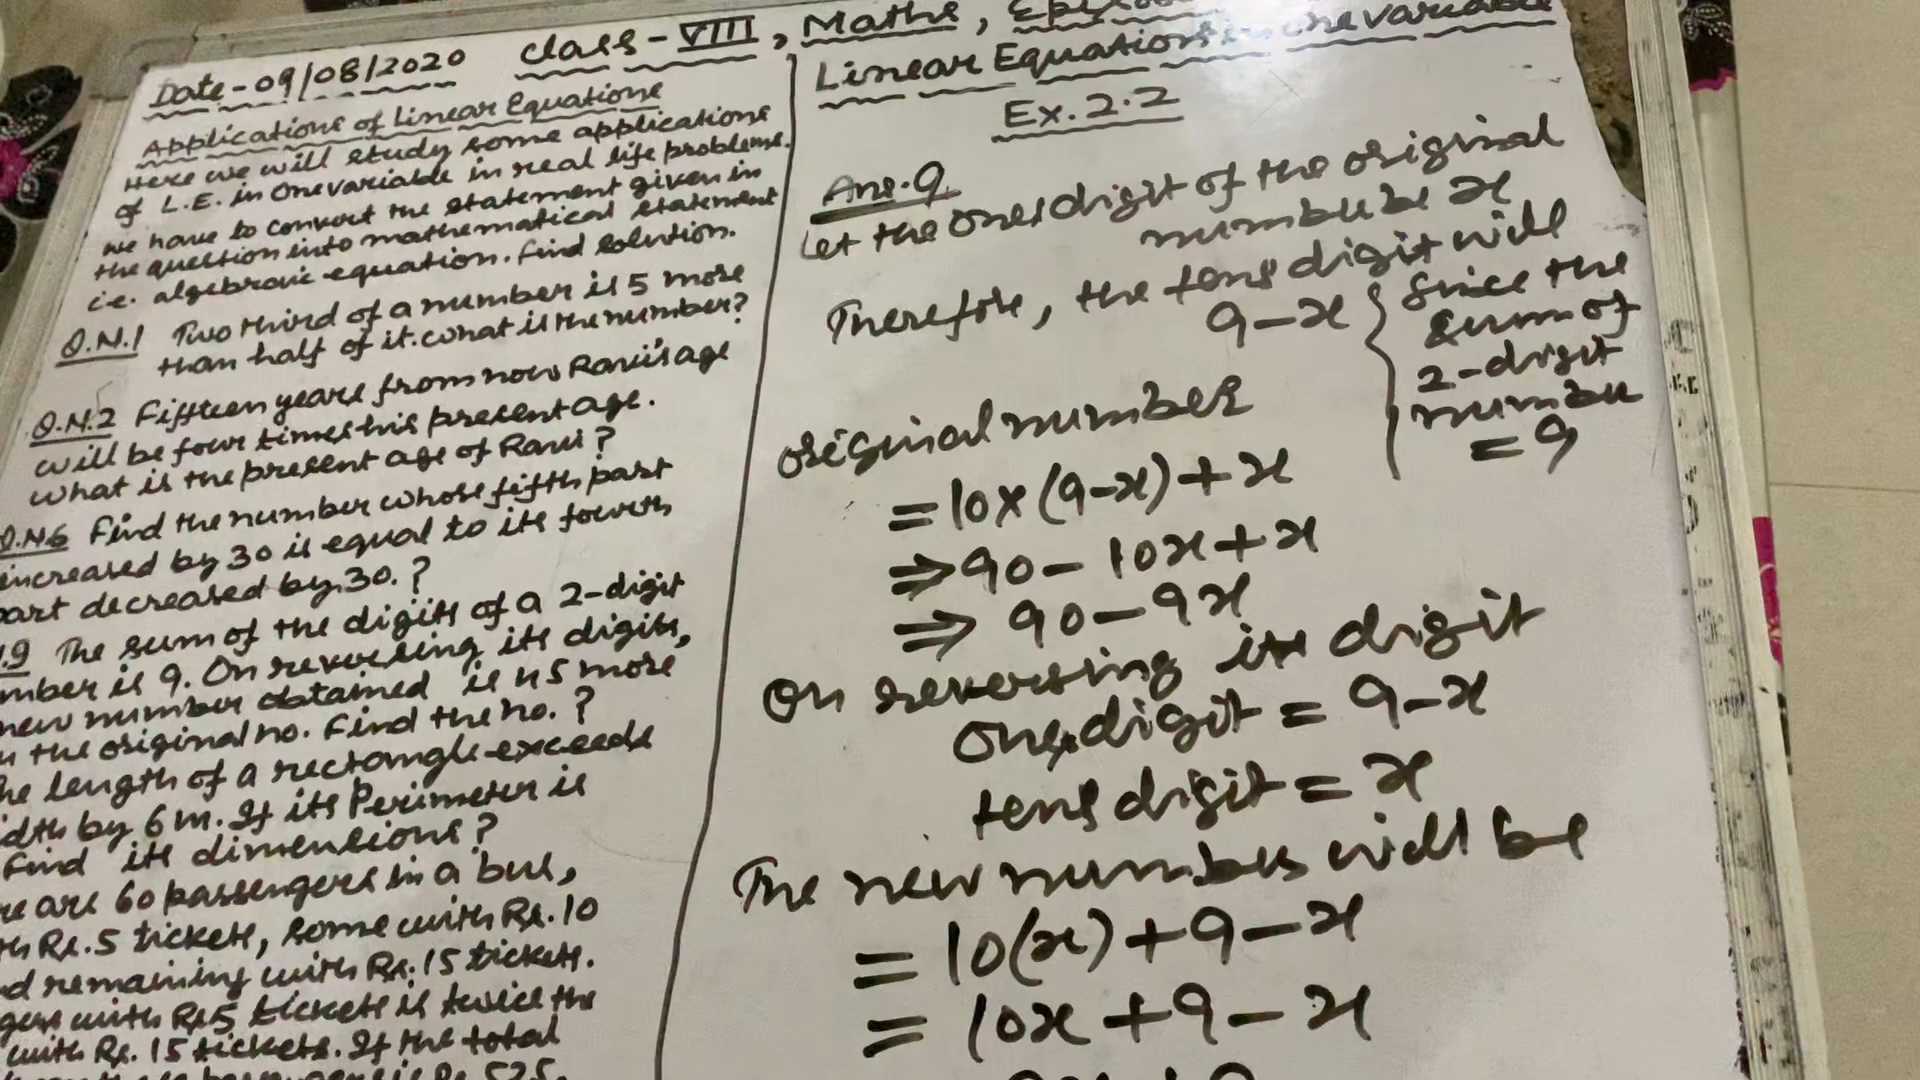 Date-09/08/2020 Class-VIII, Maths,
Applications of Linear Equations
Here we will study some applications
of L.E. in One variable in real life problems.
we have to convert the statement given in
the question into mathematical statement
i.e. algebraic equation. Find solution.
Q.N.1 Two third of a number is 5 more
than half of it. What is the number?
Q.N.2 Fifteen years from now Ravi's age
will be four times his present age.
What is the present age of Ravi?
Q.N6 Find the number whose fifth part
increased by 30 is equal to its fourth
part decreased by 30.?
.9 The sum of the digits of a 2-digit
mber is 9. On reversing its digits,
new number obtained is 45 more
the original no. Find the no.?
he length of a rectangle exceeds
idth by 6m. If its Perimeter is
Find its dimensions?
re are 60 passengers in a bus,
th Rs.5 tickets, some with Rs.10
d remaining with Rs.15 tickets.
gers with Rs5 tickets is twice the
with Rs.15 tickets. If the total
is Rs 525.
Linear Equations in One variable
Ex. 2.2
Ans.9
Let the ones digit of the original
number be x
Therefore, the tens digit will
9-x { Since the
sum of
2-digit
number
= 9
original number
=10x(9-x)+x
⇒90-10x+x
⇒ 90-9x
On reversing its digit
ones digit = 9-x
tens digit = x
The new number will be
= 10(x)+9-x
= 10x+9-x